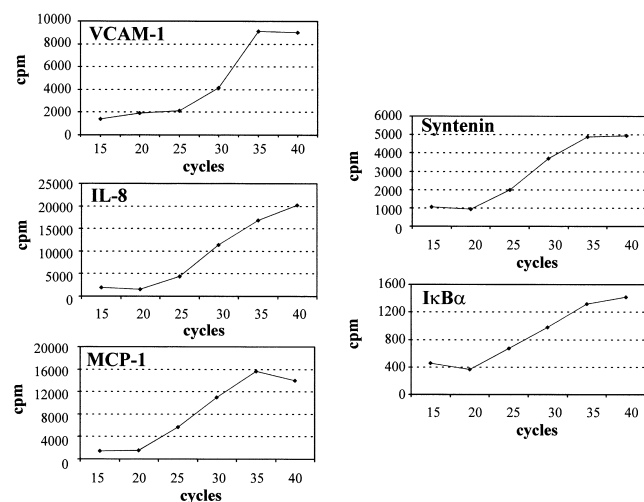 VCAM-1
10000
8000
6000
4000
2000
0
cpm
15 20 25 30 35 40
cycles
IL-8
25000
20000
15000
10000
5000
0
cpm
15 20 25 30 35 40
cycles
MCP-1
20000
16000
12000
8000
4000
0
cpm
15 20 25 30 35 40
cycles
Syntenin
6000
5000
4000
3000
2000
1000
0
cpm
15 20 25 30 35 40
cycles
IκBα
1600
1200
800
400
0
cpm
15 20 25 30 35 40
cycles